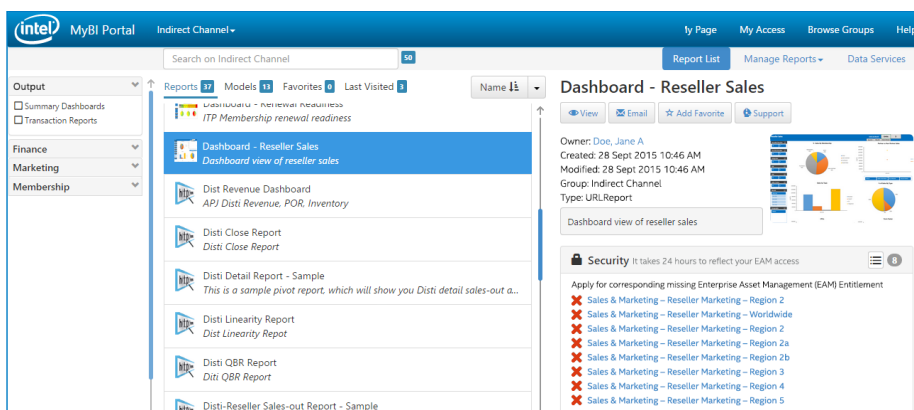 intel MyBI Portal Indirect Channel ly Page My Access Browse Groups Help
Search on Indirect Channel 50 Report List Manage Reports Data Services
Output
Summary Dashboards
Transaction Reports
Finance
Marketing
Membership
Reports 37 Models 13 Favorites 0 Last Visited 3 Name
Dashboard - Renewal Readiness
ITP Membership renewal readiness
Dashboard - Reseller Sales
Dashboard view of reseller sales
Dist Revenue Dashboard
APJ Disti Revenue, POR, Inventory
Disti Close Report
Disti Close Report
Disti Detail Report - Sample
This is a sample pivot report, which will show you Disti detail sales-out a...
Disti Linearity Report
Dist Linearity Repot
Disti QBR Report
Diti QBR Report
Disti-Reseller Sales-out Report - Sample
Dashboard - Reseller Sales
View Email Add Favorite Support
Owner: Doe, Jane A
Created: 28 Sept 2015 10:46 AM
Modified: 28 Sept 2015 10:46 AM
Group: Indirect Channel
Type: URLReport
Dashboard view of reseller sales
Security It takes 24 hours to reflect your EAM access 8
Apply for corresponding missing Enterprise Asset Management (EAM) Entitlement
Sales & Marketing – Reseller Marketing – Region 2
Sales & Marketing – Reseller Marketing – Worldwide
Sales & Marketing – Reseller Marketing – Region 2
Sales & Marketing – Reseller Marketing – Region 2a
Sales & Marketing – Reseller Marketing – Region 2b
Sales & Marketing – Reseller Marketing – Region 3
Sales & Marketing – Reseller Marketing – Region 4
Sales & Marketing – Reseller Marketing – Region 5